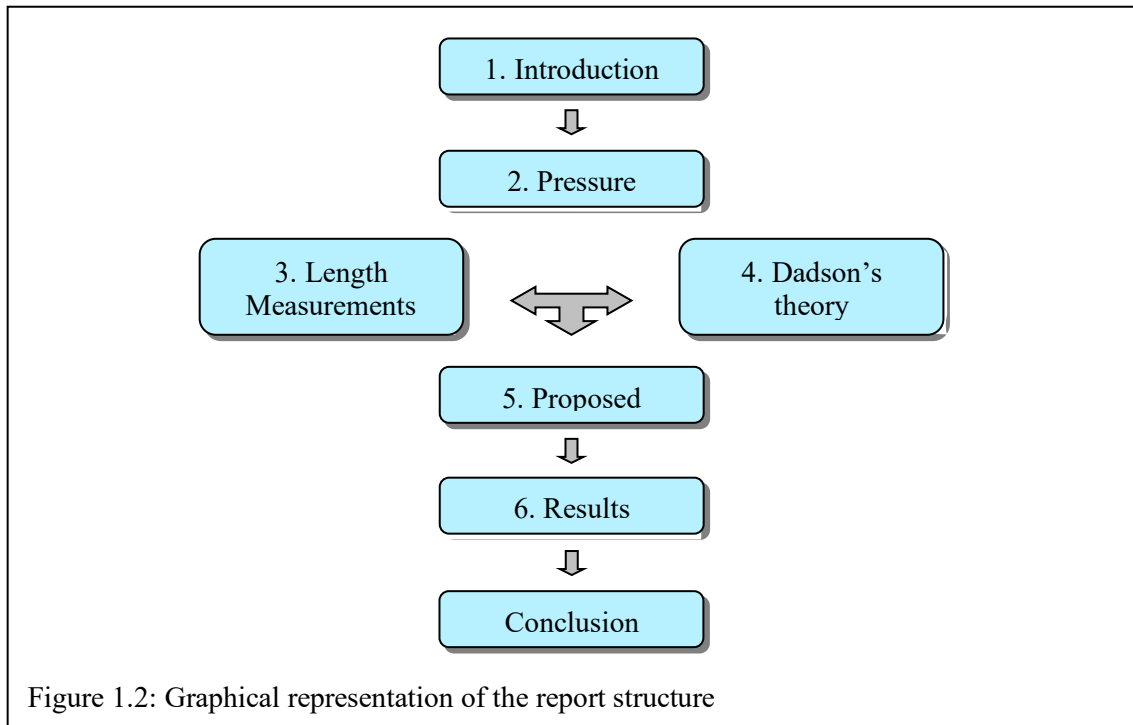 1. Introduction
2. Pressure
3. Length
Measurements
4. Dadson’s
theory
5. Proposed
6. Results
Conclusion
Figure 1.2: Graphical representation of the report structure